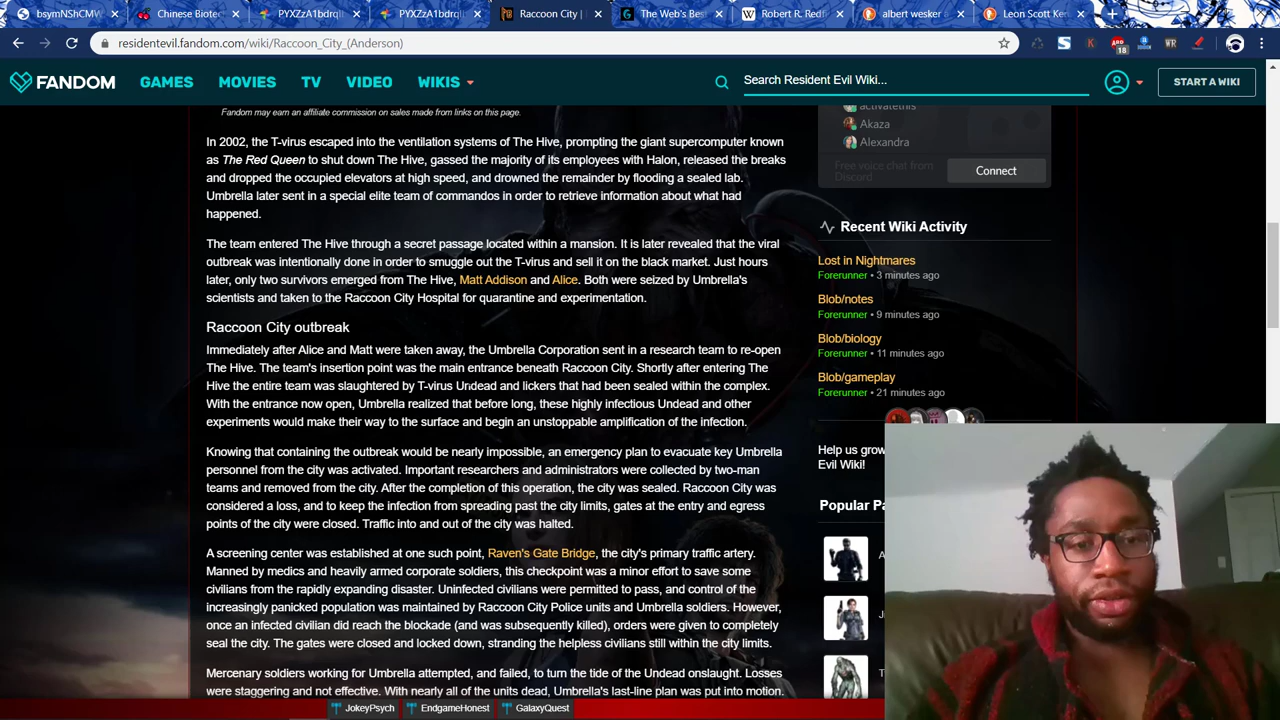 bsymNShCMW
Chinese Biotec
PYXZzA1bdrqlt
PYXZzA1bdrqlt
Raccoon City |
The Web's Best
Robert R. Redfi
albert wesker a
Leon Scott Ken
residentevil.fandom.com/wiki/Raccoon_City_(Anderson)
18
WR
FANDOM
GAMES
MOVIES
TV
VIDEO
WIKIS
Search Resident Evil Wiki...
START A WIKI
Fandom may earn an affiliate commission on sales made from links on this page.
In 2002, the T-virus escaped into the ventilation systems of The Hive, prompting the giant supercomputer known
as The Red Queen to shut down The Hive, gassed the majority of its employees with Halon, released the breaks
and dropped the occupied elevators at high speed, and drowned the remainder by flooding a sealed lab.
Umbrella later sent in a special elite team of commandos in order to retrieve information about what had
happened.
The team entered The Hive through a secret passage located within a mansion. It is later revealed that the viral
outbreak was intentionally done in order to smuggle out the T-virus and sell it on the black market. Just hours
later, only two survivors emerged from The Hive, Matt Addison and Alice. Both were seized by Umbrella's
scientists and taken to the Raccoon City Hospital for quarantine and experimentation.
Raccoon City outbreak
Immediately after Alice and Matt were taken away, the Umbrella Corporation sent in a research team to re-open
The Hive. The team's insertion point was the main entrance beneath Raccoon City. Shortly after entering The
Hive the entire team was slaughtered by T-virus Undead and lickers that had been sealed within the complex.
With the entrance now open, Umbrella realized that before long, these highly infectious Undead and other
experiments would make their way to the surface and begin an unstoppable amplification of the infection.
Knowing that containing the outbreak would be nearly impossible, an emergency plan to evacuate key Umbrella
personnel from the city was activated. Important researchers and administrators were collected by two-man
teams and removed from the city. After the completion of this operation, the city was sealed. Raccoon City was
considered a loss, and to keep the infection from spreading past the city limits, gates at the entry and egress
points of the city were closed. Traffic into and out of the city was halted.
A screening center was established at one such point, Raven's Gate Bridge, the city's primary traffic artery.
Manned by medics and heavily armed corporate soldiers, this checkpoint was a minor effort to save some
civilians from the rapidly expanding disaster. Uninfected civilians were permitted to pass, and control of the
increasingly panicked population was maintained by Raccoon City Police units and Umbrella soldiers. However,
once an infected civilian did reach the blockade (and was subsequently killed), orders were given to completely
seal the city. The gates were closed and locked down, stranding the helpless civilians still within the city limits.
Mercenary soldiers working for Umbrella attempted, and failed, to turn the tide of the Undead onslaught. Losses
were staggering and not effective. With nearly all of the units dead, Umbrella's last-line plan was put into motion.
activatethis
Akaza
Alexandra
Free voice chat from
Discord
Connect
Recent Wiki Activity
Lost in Nightmares
Forerunner • 3 minutes ago
Blob/notes
Forerunner • 9 minutes ago
Blob/biology
Forerunner • 11 minutes ago
Blob/gameplay
Forerunner • 21 minutes ago
Help us grow
Evil Wiki!
Popular Pa
JokeyPsych
EndgameHonest
GalaxyQuest